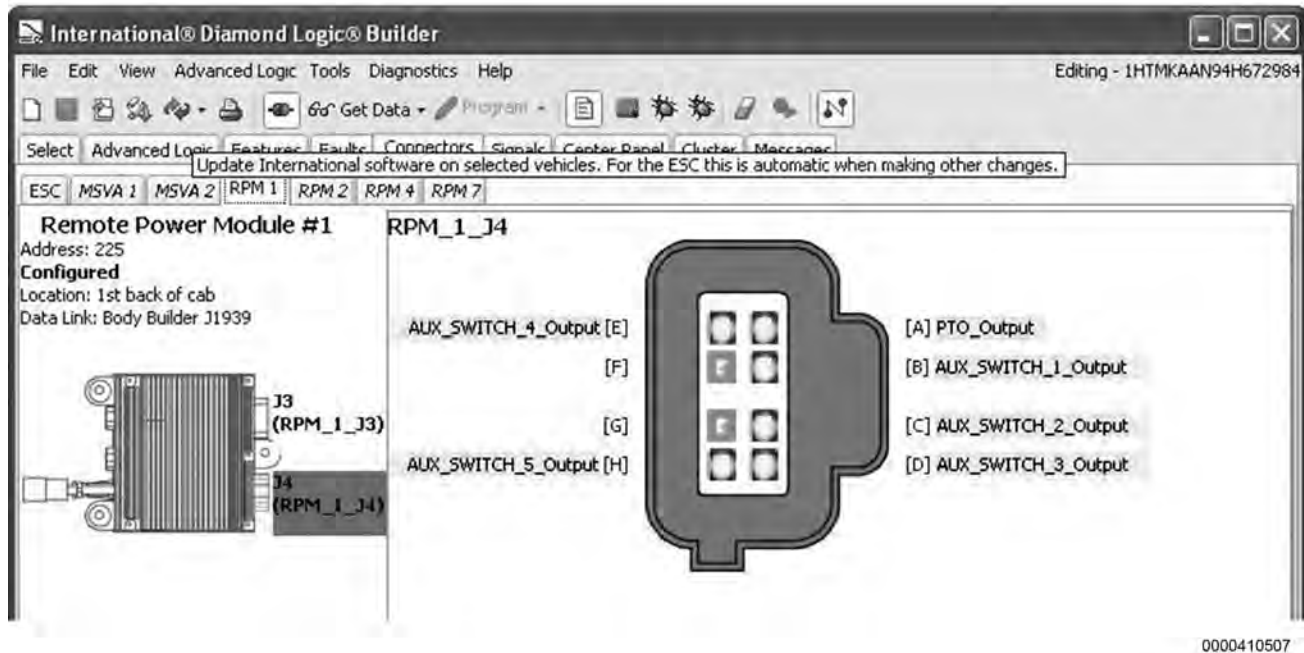 International® Diamond Logic® Builder
File Edit View Advanced Logic Tools Diagnostics Help Editing - 1HTMKAAN94H672984
Get Data Program
Select Advanced Logic Features Faults Connectors Signals Center Panel Cluster Messages
Update International software on selected vehicles. For the ESC this is automatic when making other changes.
ESC MSVA 1 MSVA 2 RPM 1 RPM 2 RPM 4 RPM 7
Remote Power Module #1
Address: 225
Configured
Location: 1st back of cab
Data Link: Body Builder J1939
J3
(RPM_1_J3)
J4
(RPM_1_J4)
RPM_1_J4
AUX_SWITCH_4_Output [E] [A] PTO_Output
[F] [B] AUX_SWITCH_1_Output
[G] [C] AUX_SWITCH_2_Output
AUX_SWITCH_5_Output [H] [D] AUX_SWITCH_3_Output
0000410507